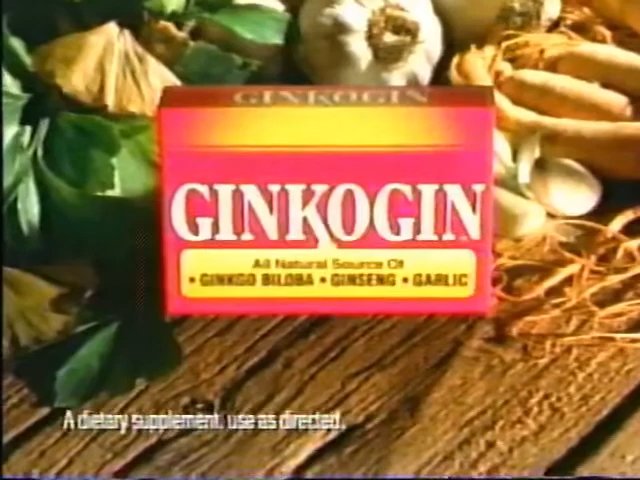 GINKOGIN
GINKOGIN
All Natural Source Of
• GINKGO BILOBA • GINSENG • GARLIC
A dietary supplement, use as directed.